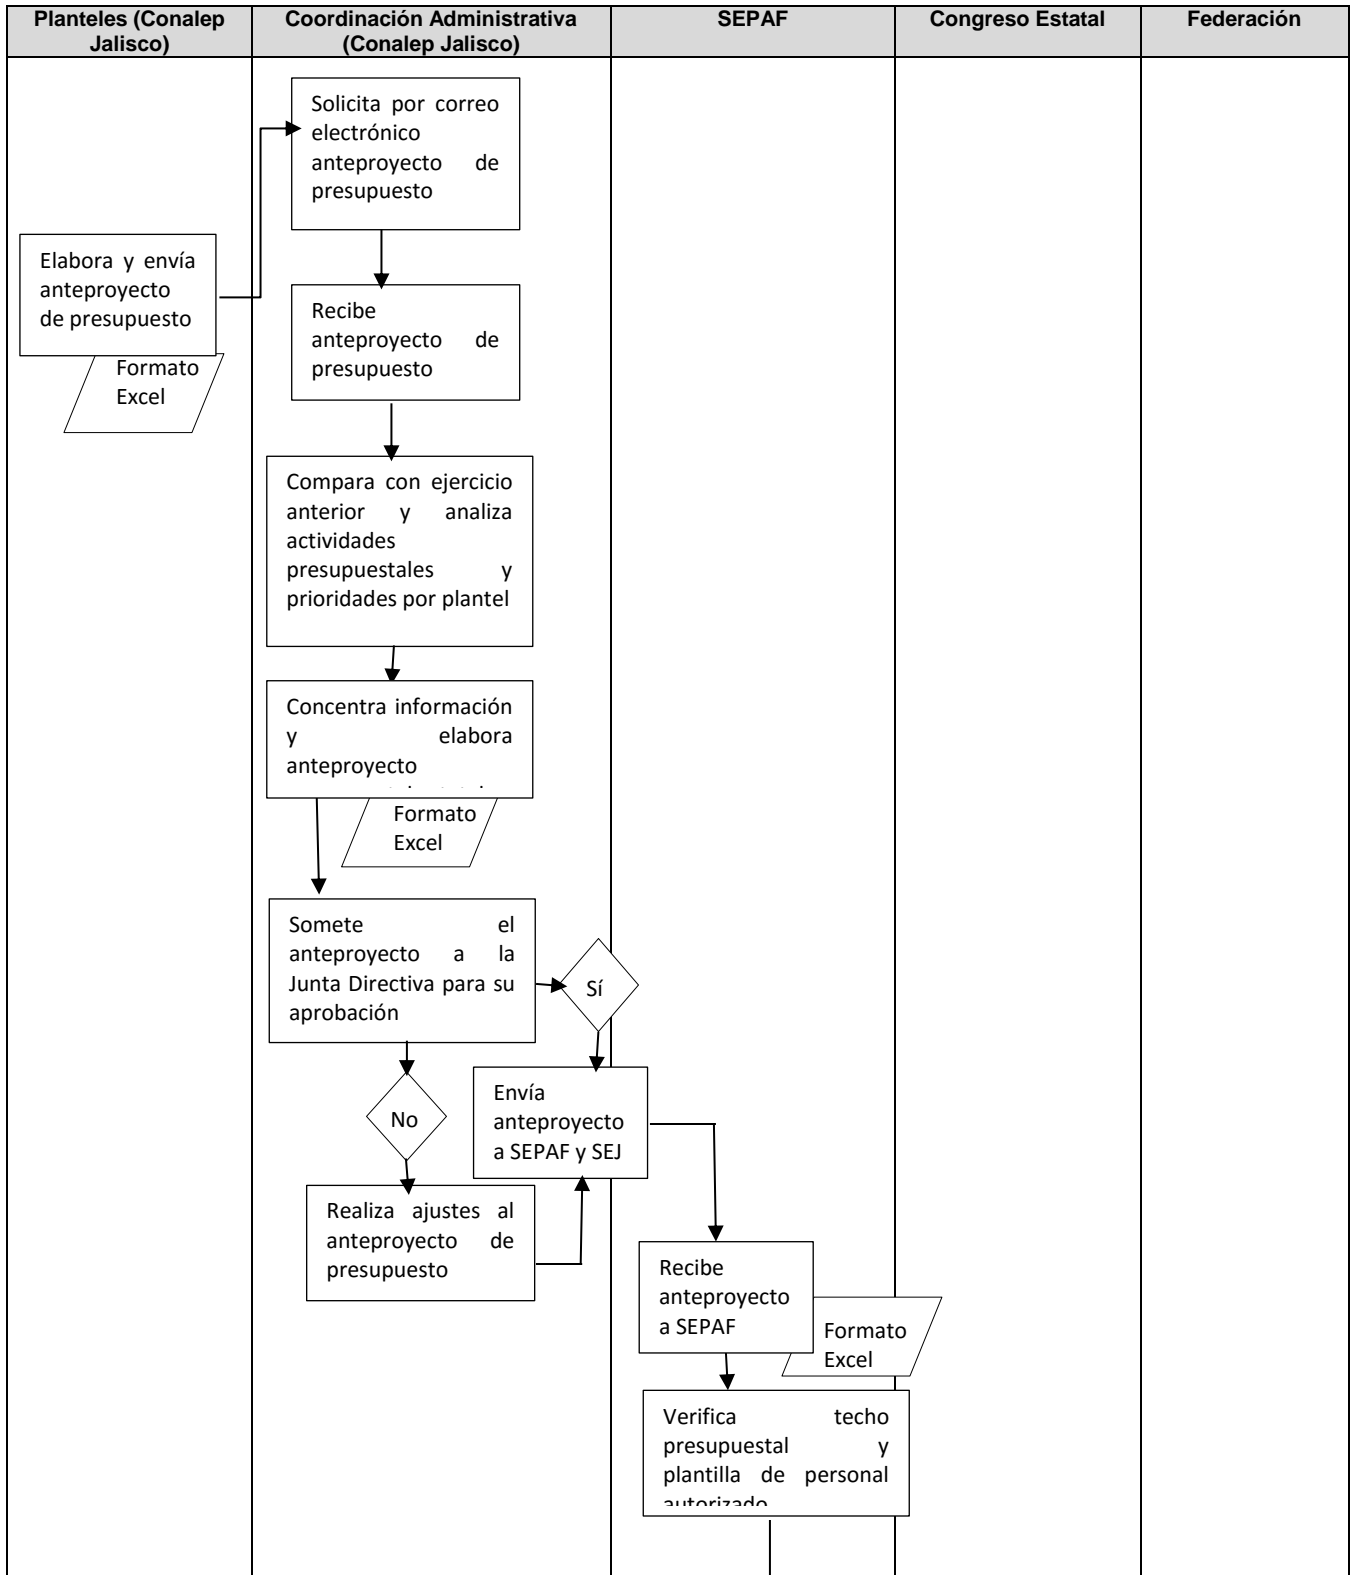 Planteles (Conalep
Jalisco)
Coordinación Administrativa
(Conalep Jalisco)
SEPAF
Congreso Estatal
Federación
Solicita por correo
electrónico
anteproyecto de
presupuesto
Elabora y envía
anteproyecto
de presupuesto
Formato
Excel
Recibe
anteproyecto de
presupuesto
Compara con ejercicio
anterior y analiza
actividades
presupuestales y
prioridades por plantel
Concentra información
y elabora
anteproyecto
Formato
Excel
Somete el
anteproyecto a la
Junta Directiva para su
aprobación
Sí
No
Envía
anteproyecto
a SEPAF y SEJ
Realiza ajustes al
anteproyecto de
presupuesto
Recibe
anteproyecto
a SEPAF
Formato
Excel
Verifica techo
presupuestal y
plantilla de personal
autorizado